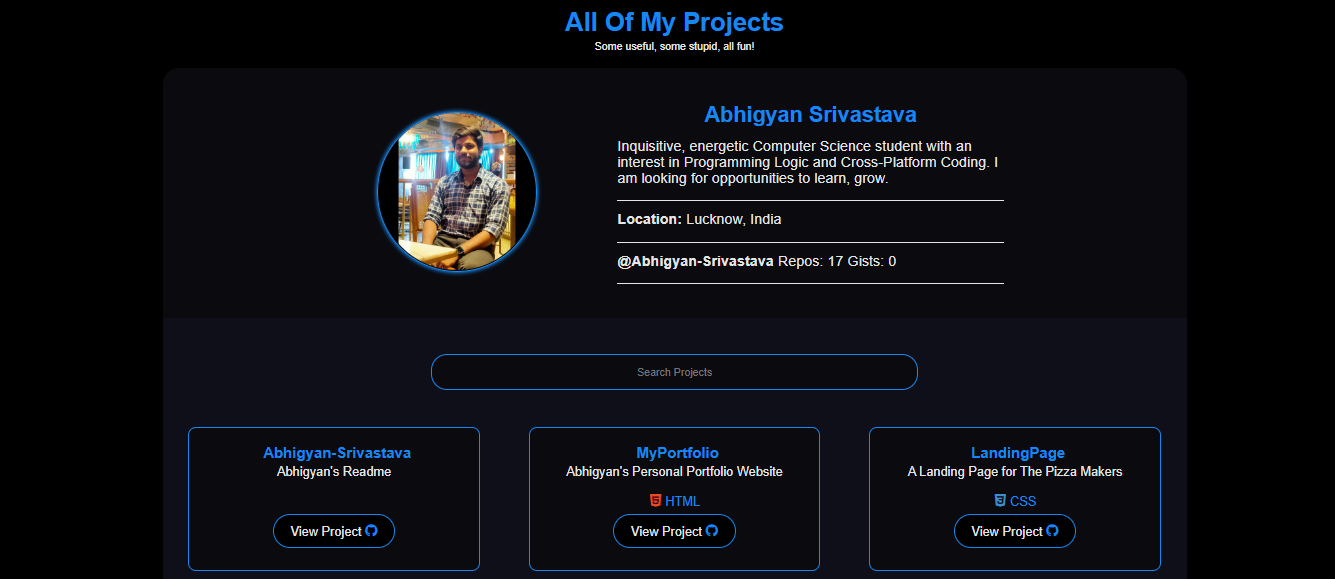 All Of My Projects
Some useful, some stupid, all fun!
Abhigyan Srivastava
Inquisitive, energetic Computer Science student with an
interest in Programming Logic and Cross-Platform Coding. I
am looking for opportunities to learn, grow.
Location: Lucknow, India
@Abhigyan-Srivastava Repos: 17 Gists: 0
Search Projects
Abhigyan-Srivastava
Abhigyan's Readme
View Project
MyPortfolio
Abhigyan's Personal Portfolio Website
HTML
View Project
LandingPage
A Landing Page for The Pizza Makers
CSS
View Project